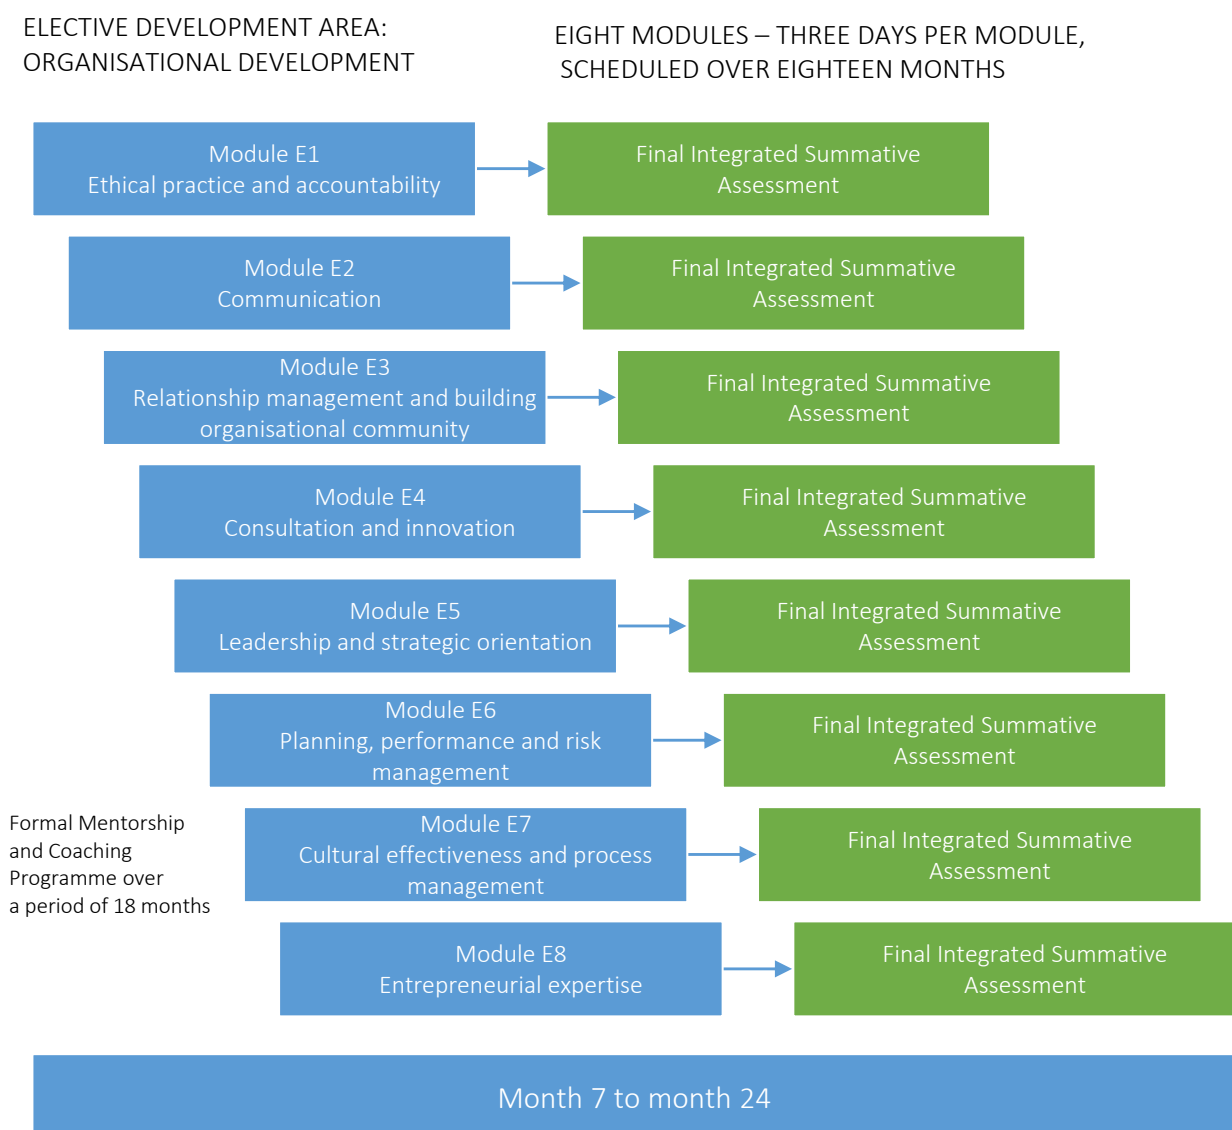 ELECTIVE DEVELOPMENT AREA:
ORGANISATIONAL DEVELOPMENT
EIGHT MODULES – THREE DAYS PER MODULE,
SCHEDULED OVER EIGHTEEN MONTHS
Module E1
Ethical practice and accountability
Final Integrated Summative
Assessment
Module E2
Communication
Final Integrated Summative
Assessment
Module E3
Relationship management and building
organisational community
Final Integrated Summative
Assessment
Module E4
Consultation and innovation
Final Integrated Summative
Assessment
Module E5
Leadership and strategic orientation
Final Integrated Summative
Assessment
Module E6
Planning, performance and risk
management
Final Integrated Summative
Assessment
Formal Mentorship
and Coaching
Programme over
a period of 18 months
Module E7
Cultural effectiveness and process
management
Final Integrated Summative
Assessment
Module E8
Entrepreneurial expertise
Final Integrated Summative
Assessment
Month 7 to month 24